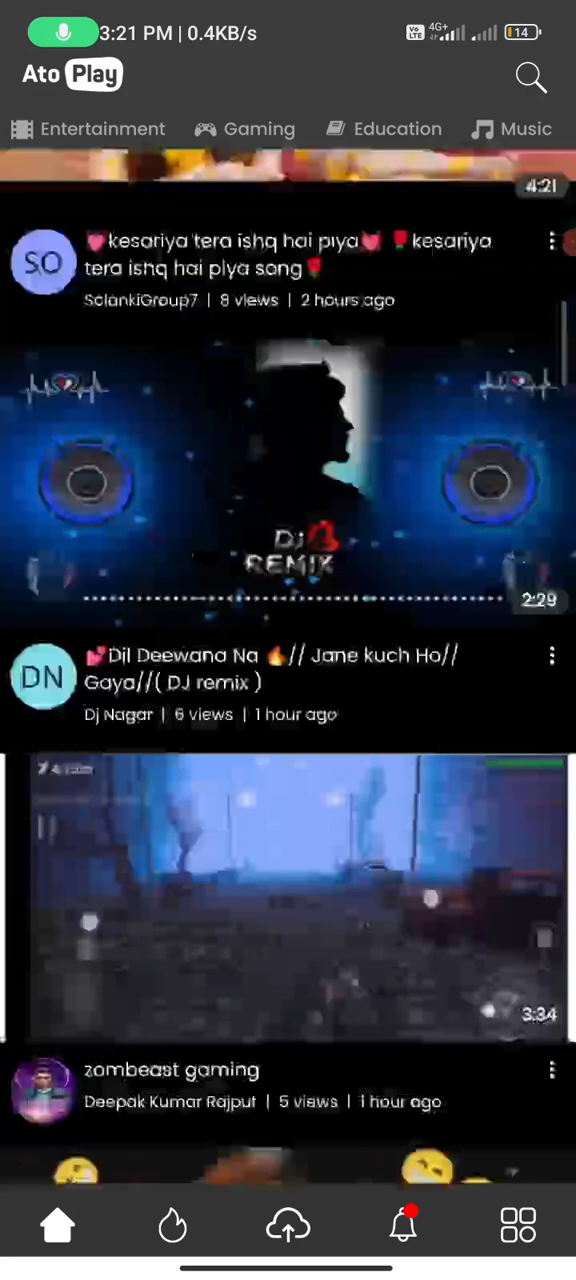 3:21 PM | 0.4KB/s
Vo LTE 4G+ 14
Ato Play
Entertainment Gaming Education Music
4:21
SO
💓kesariya tera ishq hai piya💓 🌹kesariya
tera ishq hai piya song🌹
SolankiGroup7 | 8 views | 2 hours ago
Dj
REMIX
2:29
DN
💕Dil Deewana Na 🔥// Jane kuch Ho//
Gaya//( DJ remix )
Dj Nagar | 6 views | 1 hour ago
3:34
zombeast gaming
Deepak Kumar Rajput | 5 views | 1 hour ago